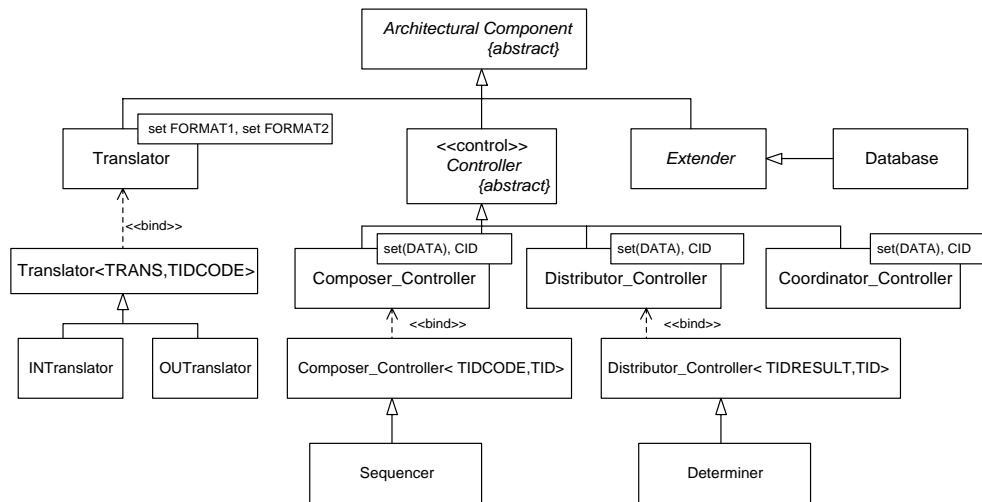 Architectural Component
{abstract}
set FORMAT1, set FORMAT2
Translator
<<control>>
Controller
{abstract}
Extender
Database
<<bind>>
set(DATA), CID
set(DATA), CID
set(DATA), CID
Translator<TRANS,TIDCODE>
Composer_Controller
Distributor_Controller
Coordinator_Controller
<<bind>>
<<bind>>
INTranslator
OUTranslator
Composer_Controller< TIDCODE,TID>
Distributor_Controller< TIDRESULT,TID>
Sequencer
Determiner